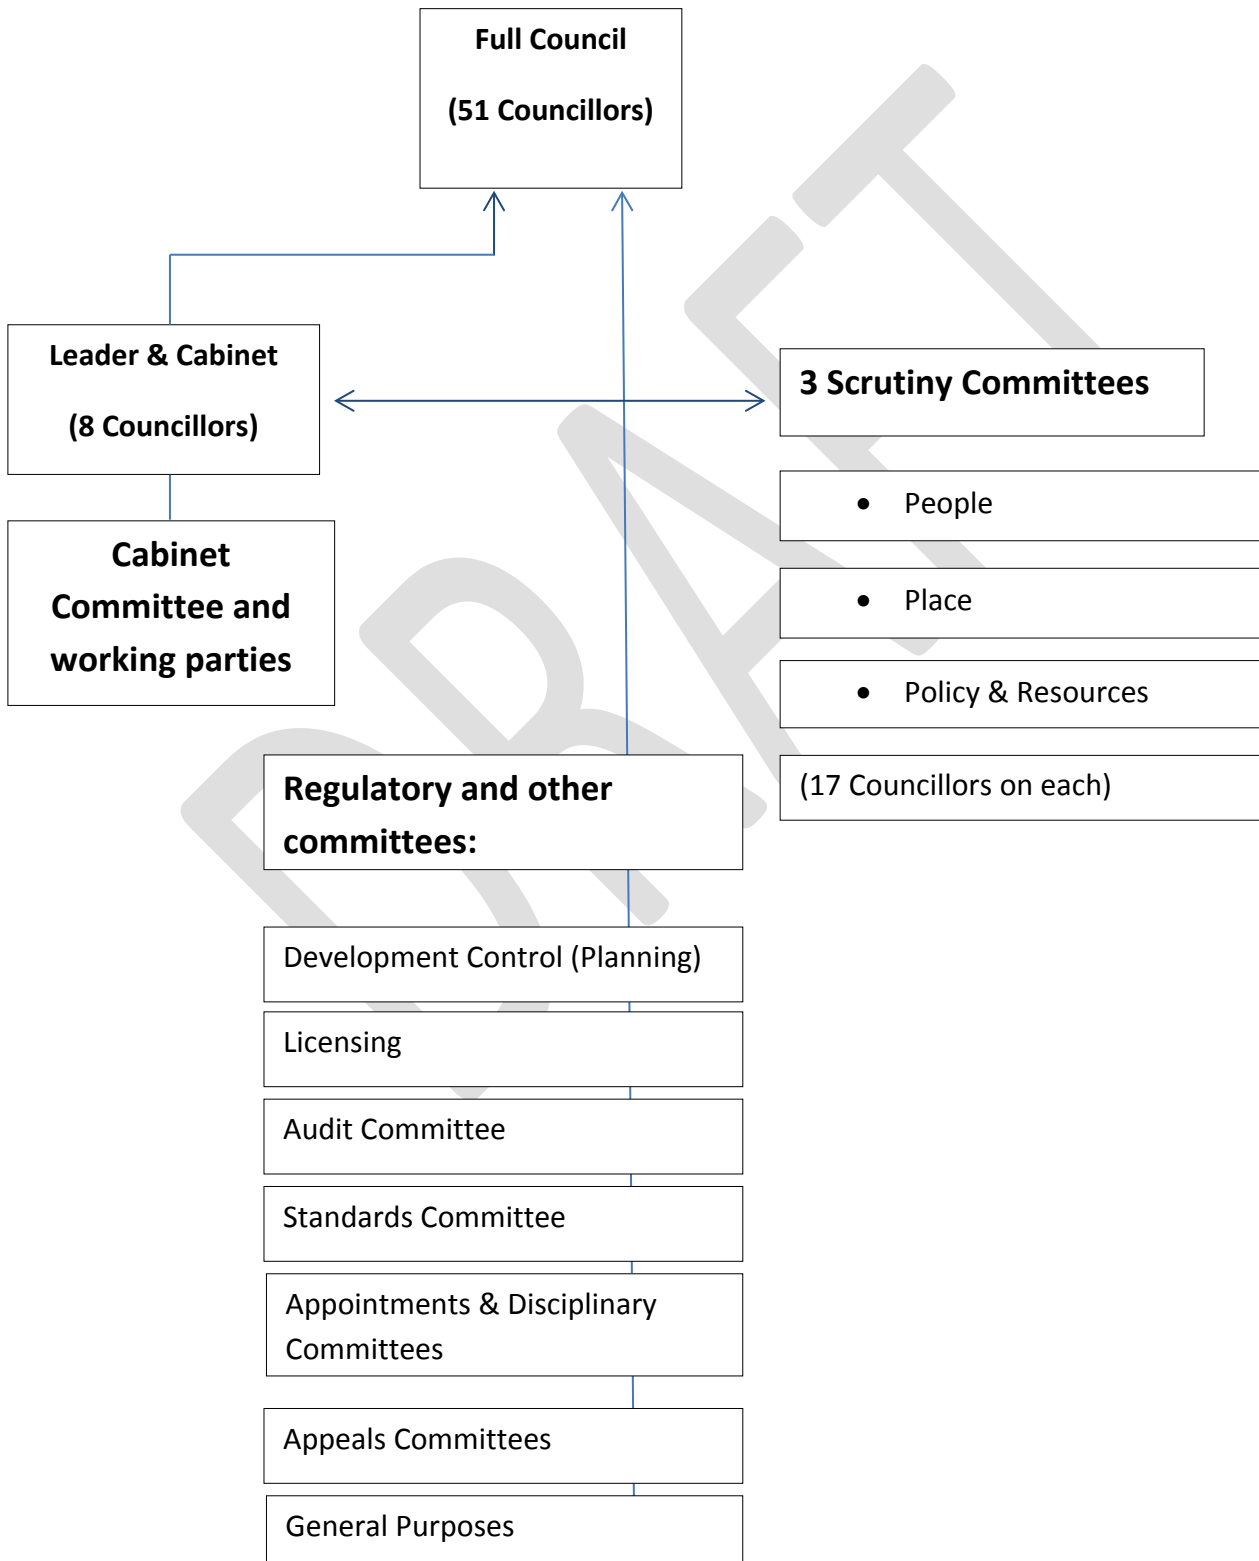 Full Council
(51 Councillors)
Leader & Cabinet
(8 Councillors)
Cabinet
Committee and
working parties
3 Scrutiny Committees
• People
• Place
• Policy & Resources
(17 Councillors on each)
Regulatory and other
committees:
Development Control (Planning)
Licensing
Audit Committee
Standards Committee
Appointments & Disciplinary
Committees
Appeals Committees
General Purposes
DRAFT